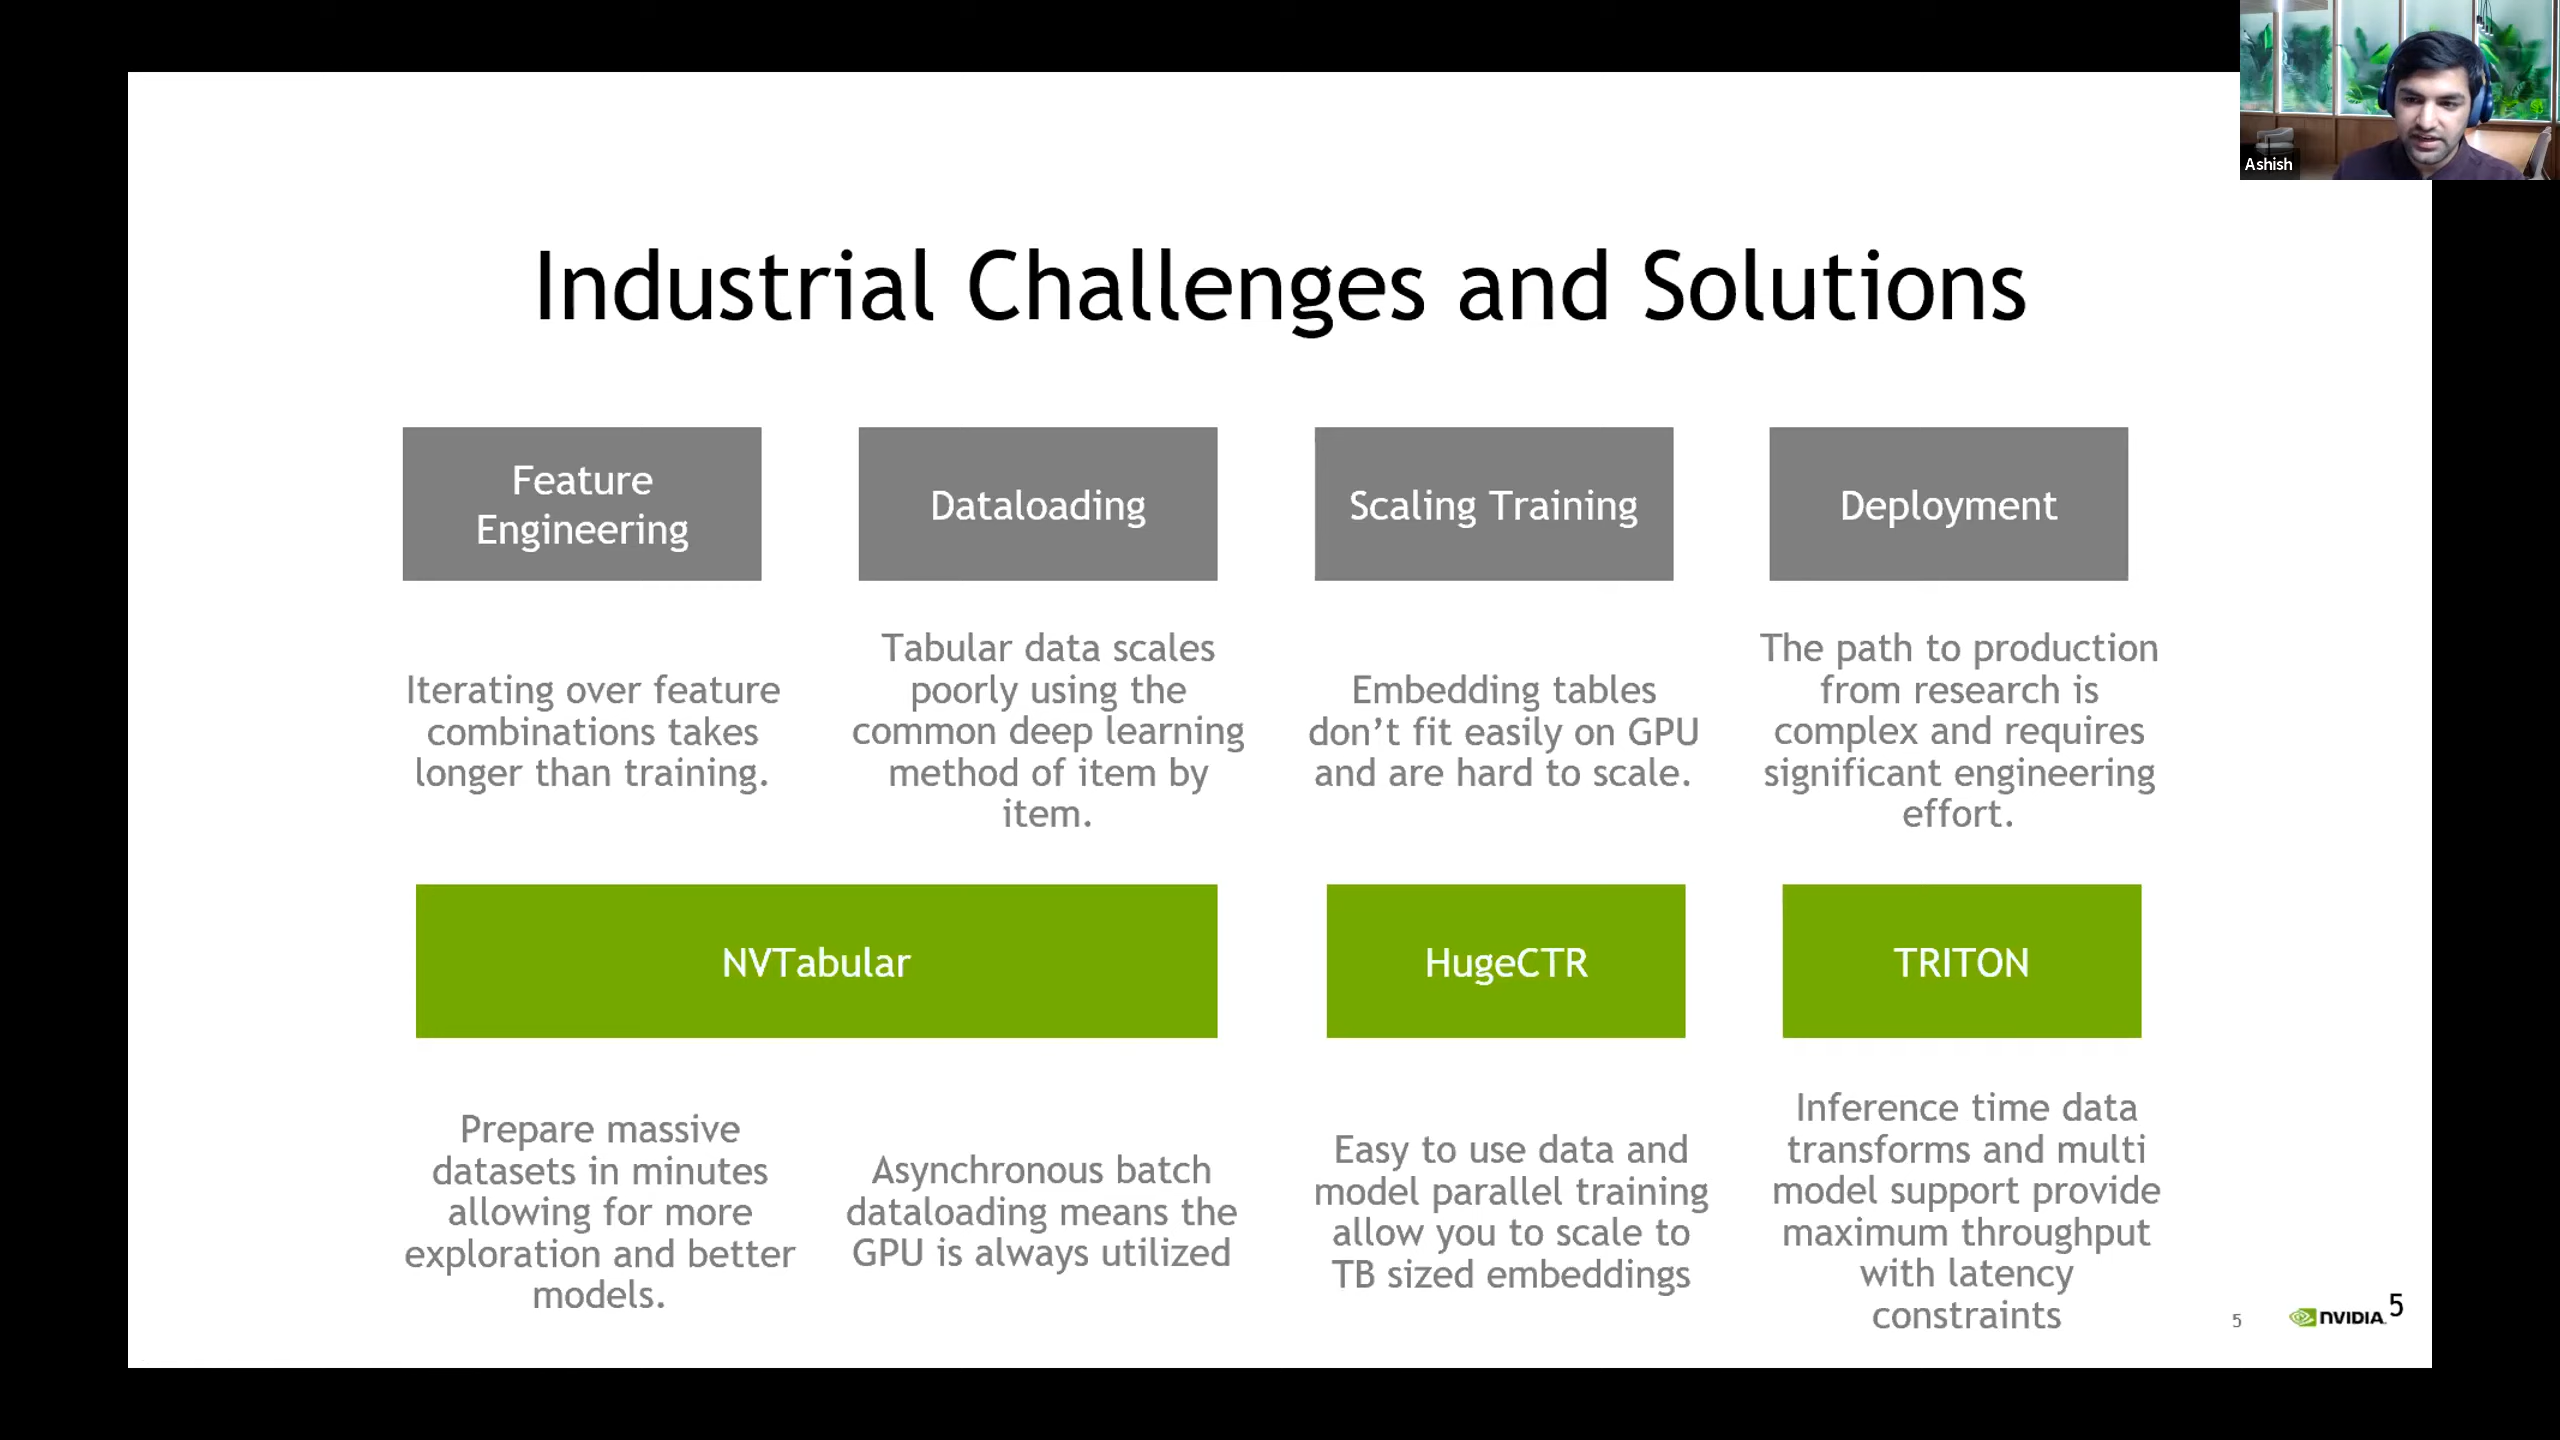 Ashish
Industrial Challenges and Solutions
Feature
Engineering
Dataloading
Scaling Training
Deployment
Iterating over feature
combinations takes
longer than training.
Tabular data scales
poorly using the
common deep learning
method of item by
item.
Embedding tables
don’t fit easily on GPU
and are hard to scale.
The path to production
from research is
complex and requires
significant engineering
effort.
NVTabular
HugeCTR
TRITON
Prepare massive
datasets in minutes
allowing for more
exploration and better
models.
Asynchronous batch
dataloading means the
GPU is always utilized
Easy to use data and
model parallel training
allow you to scale to
TB sized embeddings
Inference time data
transforms and multi
model support provide
maximum throughput
with latency
constraints
5
NVIDIA.
5